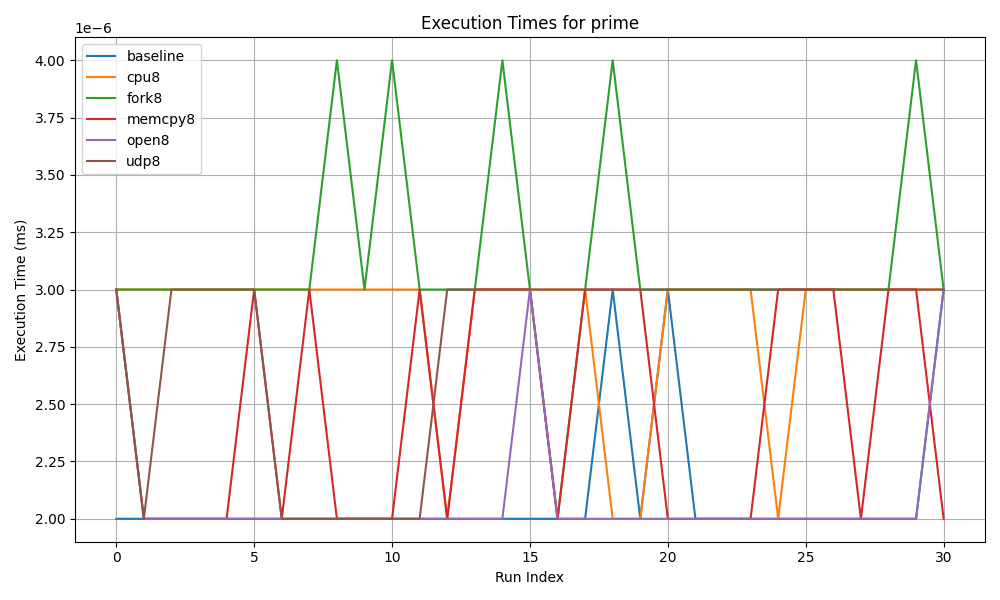 Execution Times for prime
1e−6
4.00
3.75
3.50
3.25
3.00
2.75
2.50
2.25
2.00
Execution Time (ms)
baseline
cpu8
fork8
memcpy8
open8
udp8
0 5 10 15 20 25 30
Run Index